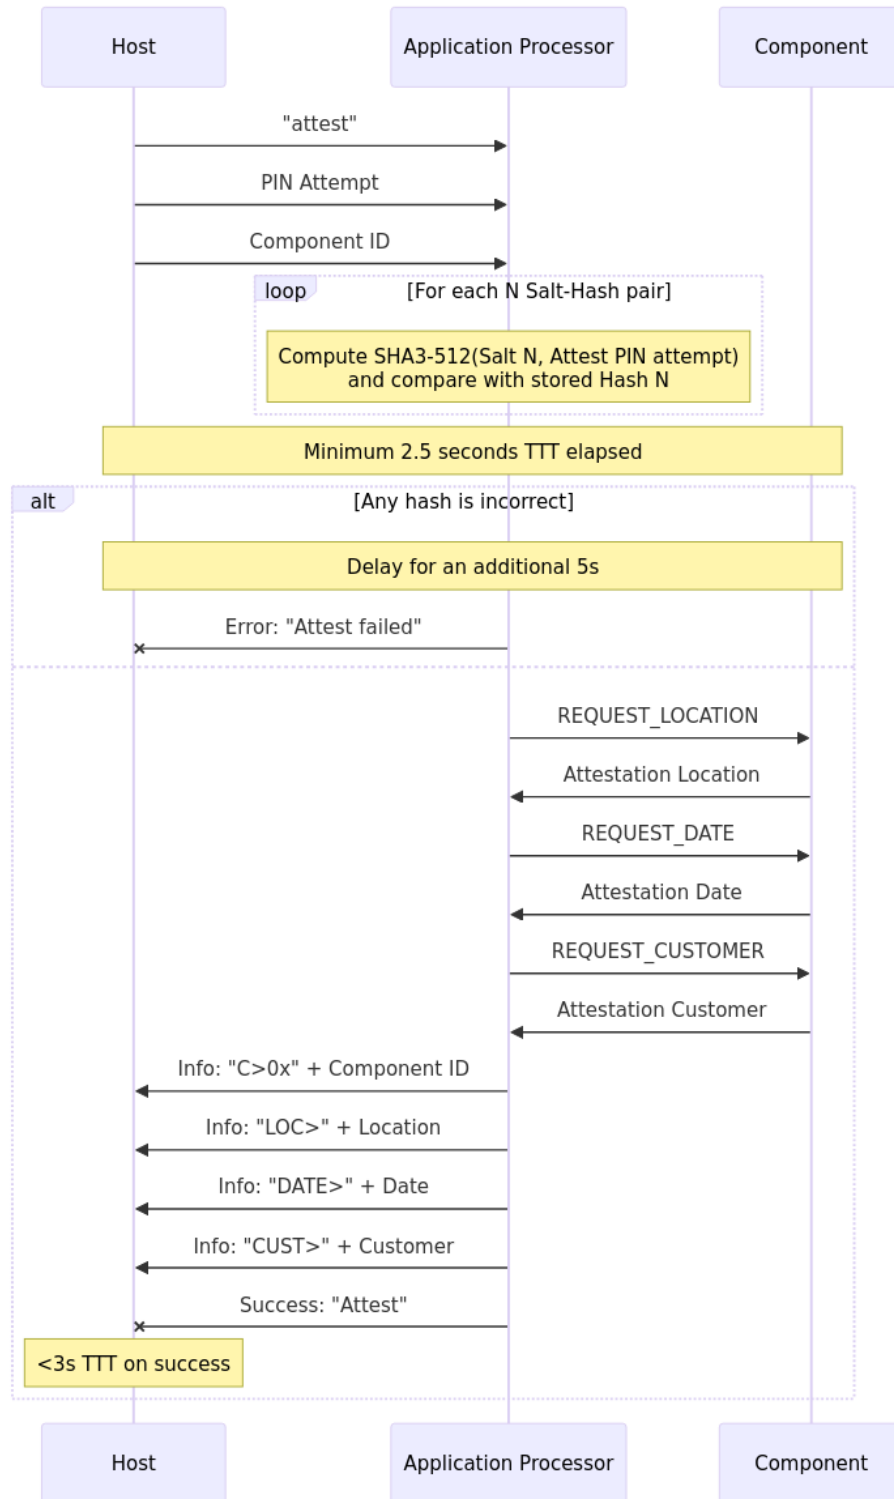 Host
Application Processor
Component
"attest"
PIN Attempt
Component ID
loop
[For each N Salt-Hash pair]
Compute SHA3-512(Salt N, Attest PIN attempt)
and compare with stored Hash N
Minimum 2.5 seconds TTT elapsed
alt
[Any hash is incorrect]
Delay for an additional 5s
Error: "Attest failed"
REQUEST_LOCATION
Attestation Location
REQUEST_DATE
Attestation Date
REQUEST_CUSTOMER
Attestation Customer
Info: "C>0x" + Component ID
Info: "LOC>" + Location
Info: "DATE>" + Date
Info: "CUST>" + Customer
Success: "Attest"
<3s TTT on success
Host
Application Processor
Component